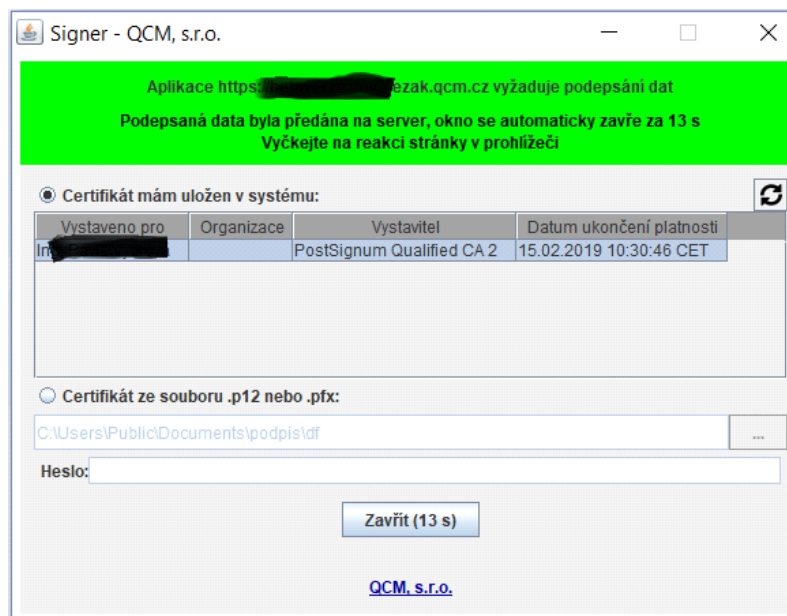 Signer - QCM, s.r.o.
Aplikace https: ezak.qcm.cz vyžaduje podepsání dat
Podepsaná data byla předána na server, okno se automaticky zavře za 13 s
Vyčkejte na reakci stránky v prohlížeči
Certifikát mám uložen v systému:
Vystaveno pro Organizace Vystavitel Datum ukončení platnosti
PostSignum Qualified CA 2 15.02.2019 10:30:46 CET
Certifikát ze souboru .p12 nebo .pfx:
C:\Users\Public\Documents\podpis\df ...
Heslo:
Zavřít (13 s)
QCM, s.r.o.